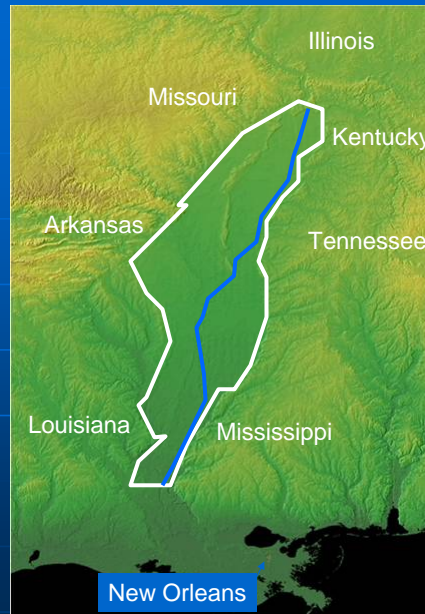 Illinois
Missouri
Kentucky
Arkansas
Tennessee
Louisiana
Mississippi
New Orleans